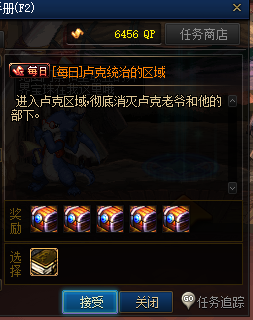 手册(F2)
6456 QP
任务商店
每日 [每日]卢克统治的区域
进入卢克区域,彻底消灭卢克老爷和他的
部下。
奖励
选择
接受
关闭
GO 任务追踪